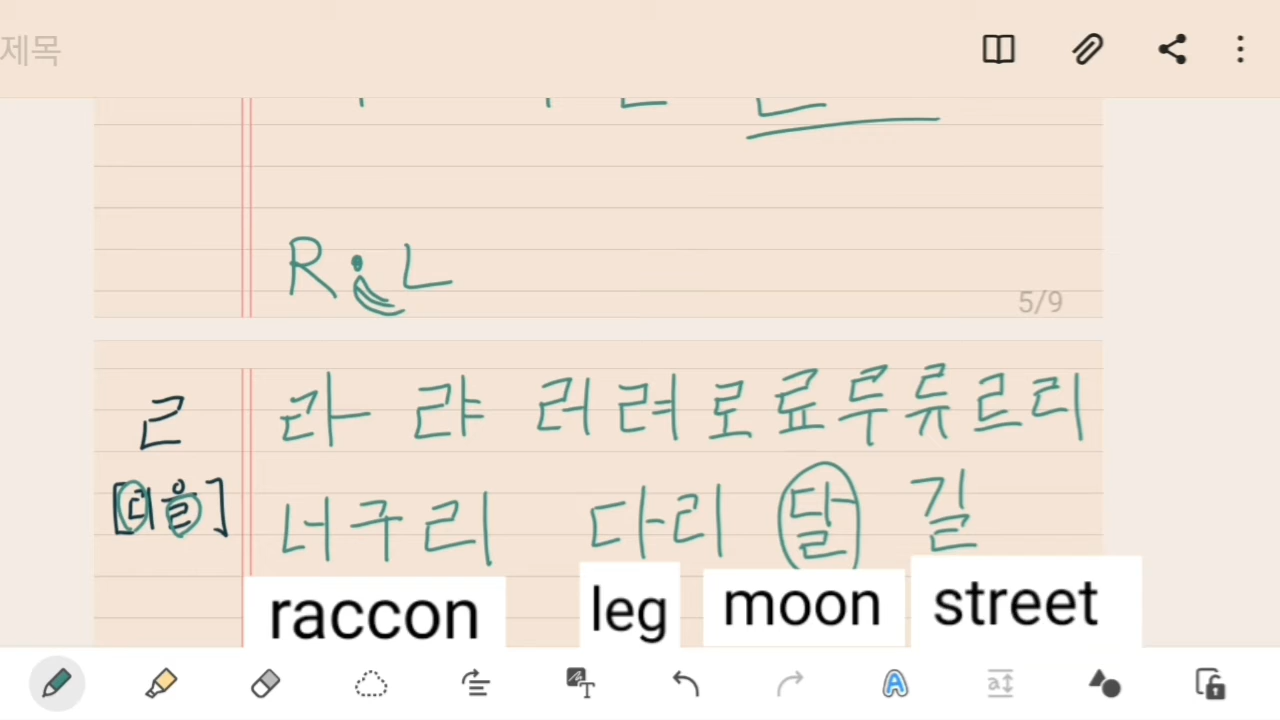 제목
R L
5/9
ㄹ 라 랴 러 려 로 료 루 류 르 리
[리을] 너구리 다리 달 길
raccon leg moon street